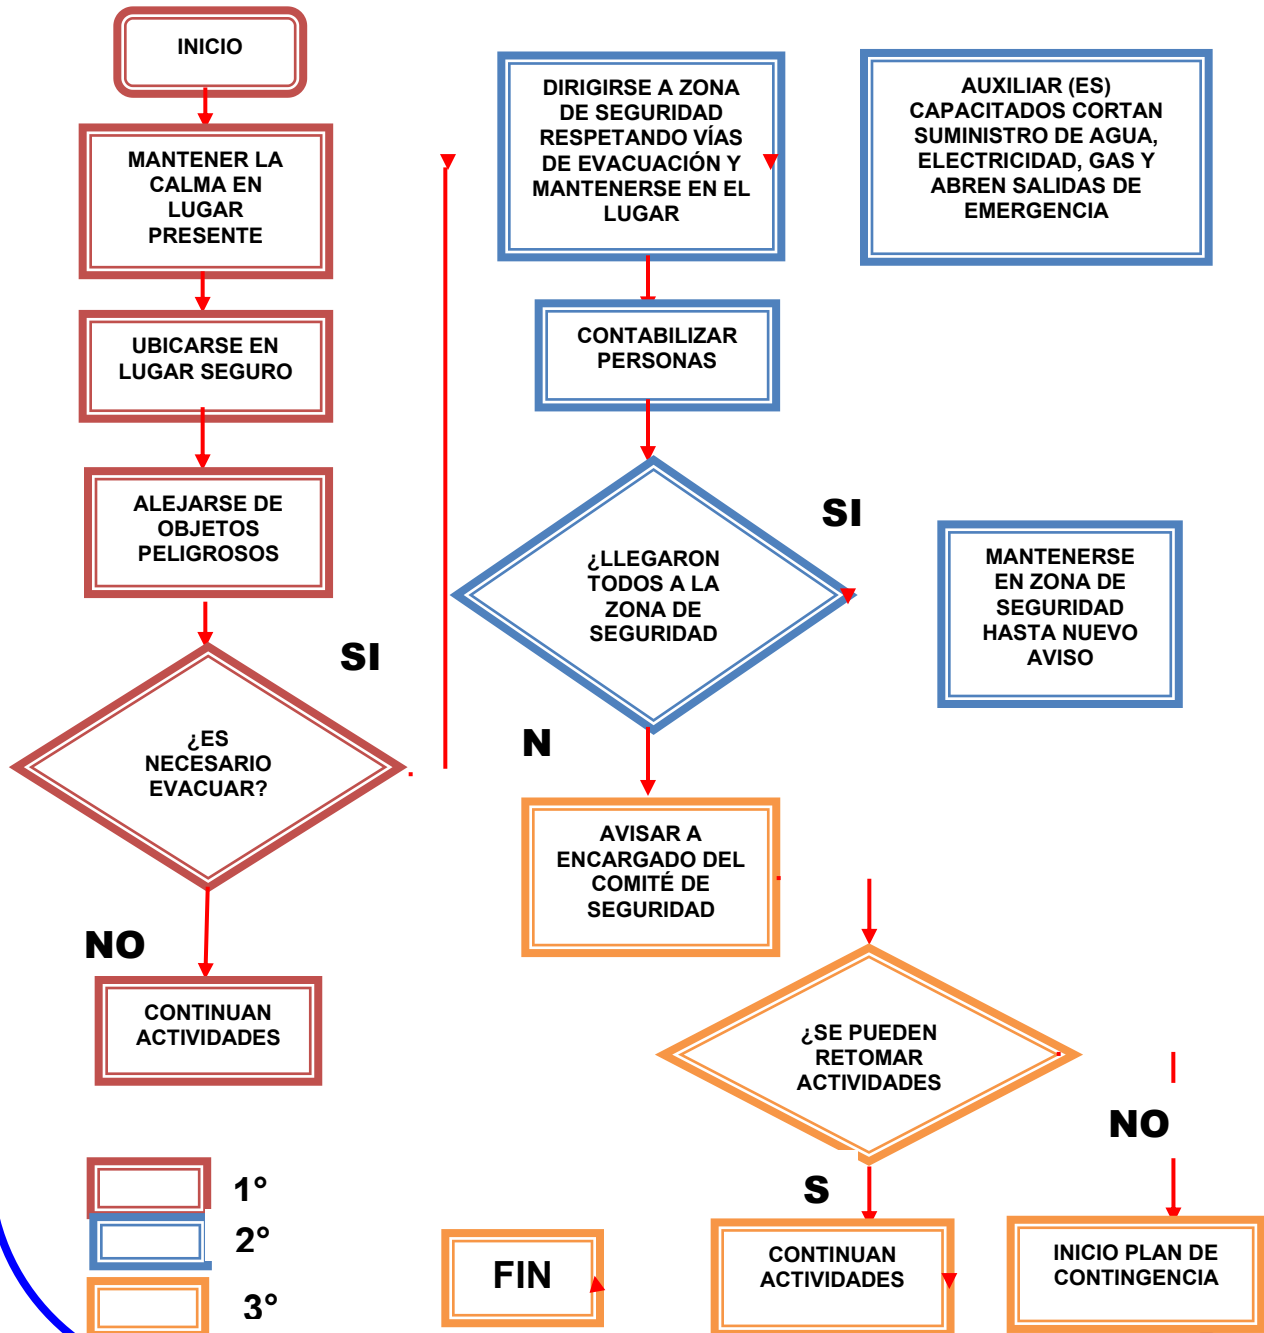 INICIO
MANTENER LA
CALMA EN
LUGAR
PRESENTE
UBICARSE EN
LUGAR SEGURO
ALEJARSE DE
OBJETOS
PELIGROSOS
SI
¿ES
NECESARIO
EVACUAR?
NO
CONTINUAN
ACTIVIDADES
DIRIGIRSE A ZONA
DE SEGURIDAD
RESPETANDO VÍAS
DE EVACUACIÓN Y
MANTENERSE EN EL
LUGAR
AUXILIAR (ES)
CAPACITADOS CORTAN
SUMINISTRO DE AGUA,
ELECTRICIDAD, GAS Y
ABREN SALIDAS DE
EMERGENCIA
CONTABILIZAR
PERSONAS
¿LLEGARON
TODOS A LA
ZONA DE
SEGURIDAD
SI
MANTENERSE
EN ZONA DE
SEGURIDAD
HASTA NUEVO
AVISO
N
AVISAR A
ENCARGADO DEL
COMITÉ DE
SEGURIDAD
¿SE PUEDEN
RETOMAR
ACTIVIDADES
NO
S
CONTINUAN
ACTIVIDADES
INICIO PLAN DE
CONTINGENCIA
FIN
1°
2°
3°